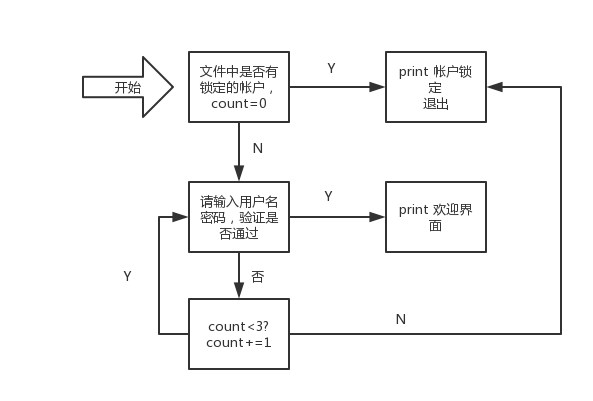 开始
文件中是否有
锁定的帐户，
count=0
Y
print 帐户锁
定
退出
N
请输入用户名
密码，验证是
否通过
Y
print 欢迎界
面
Y
否
count<3?
count+=1
N